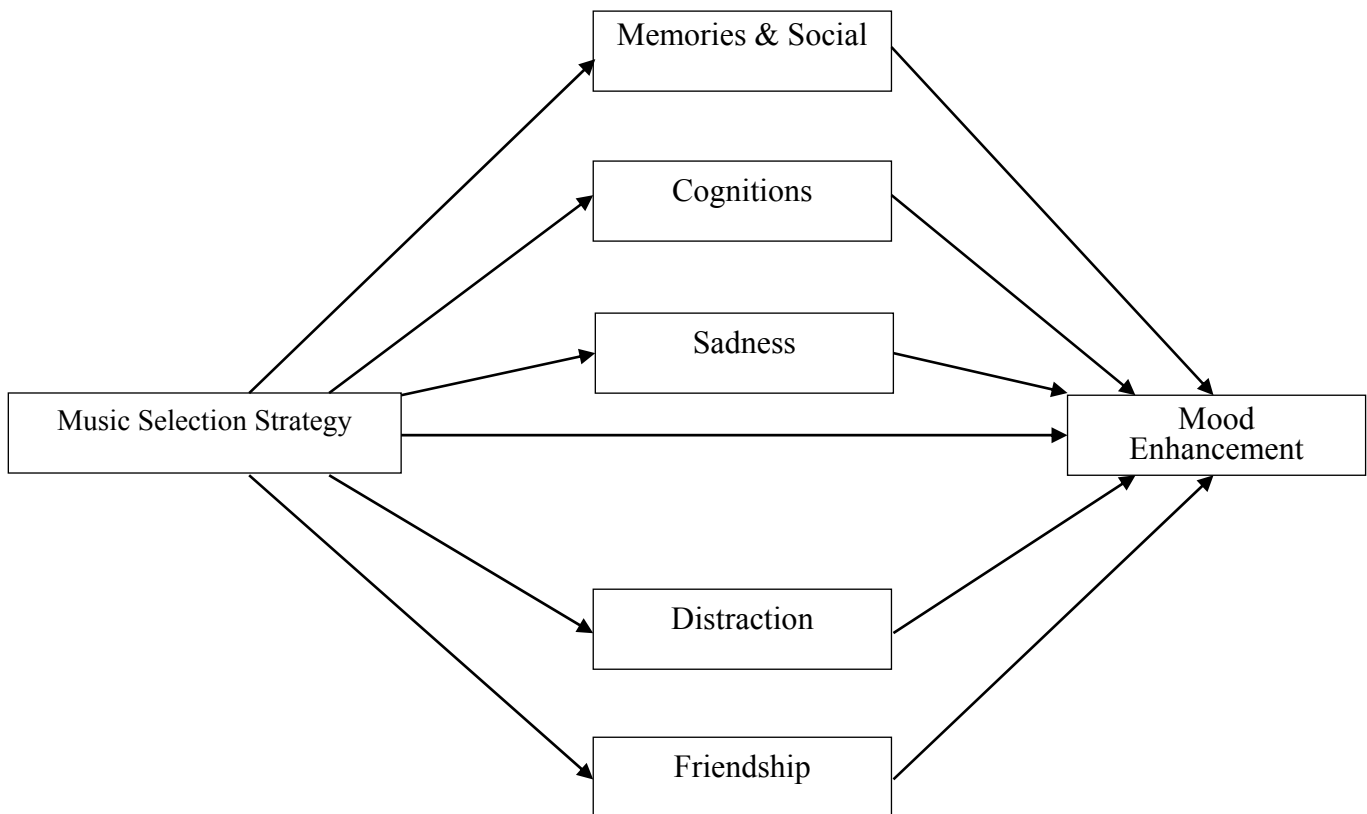 Memories & Social
Cognitions
Sadness
Music Selection Strategy
Mood
Enhancement
Distraction
Friendship